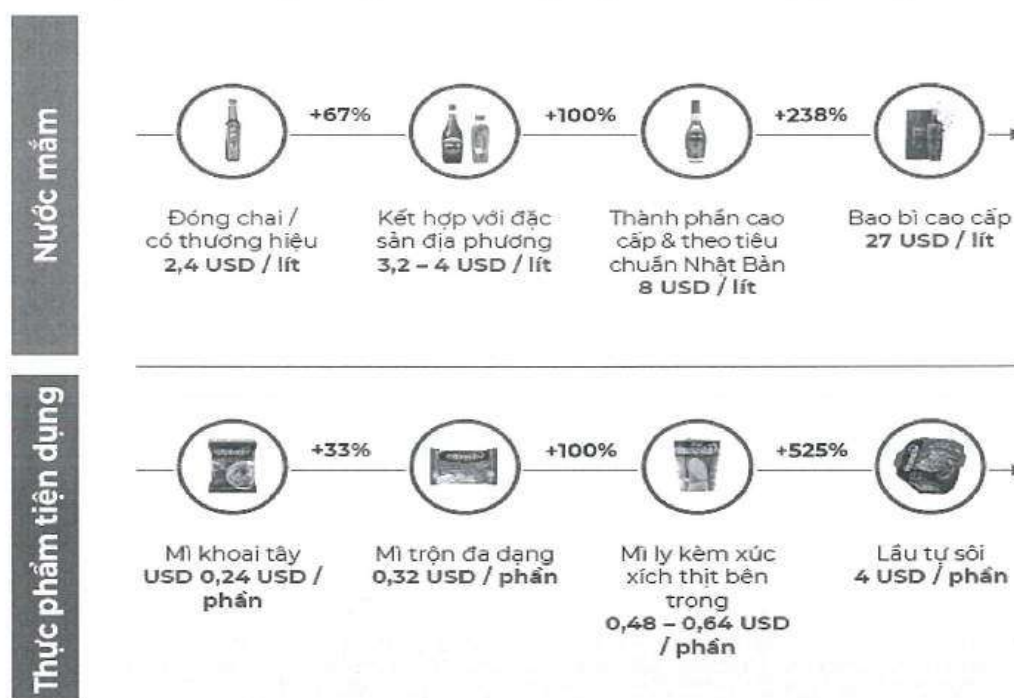 Nước mắm
+67%
+100%
+238%
Đóng chai /
có thương hiệu
2,4 USD / lít
Kết hợp với đặc
sản địa phương
3,2 – 4 USD / lít
Thành phần cao
cấp & theo tiêu
chuẩn Nhật Bản
8 USD / lít
Bao bì cao cấp
27 USD / lít
Thực phẩm tiện dụng
+33%
+100%
+525%
Mì khoai tây
USD 0,24 USD /
phần
Mì trộn đa dạng
0,32 USD / phần
Mì ly kèm xúc
xích thịt bên
trong
0,48 – 0,64 USD
/ phần
Lẩu tự sôi
4 USD / phần